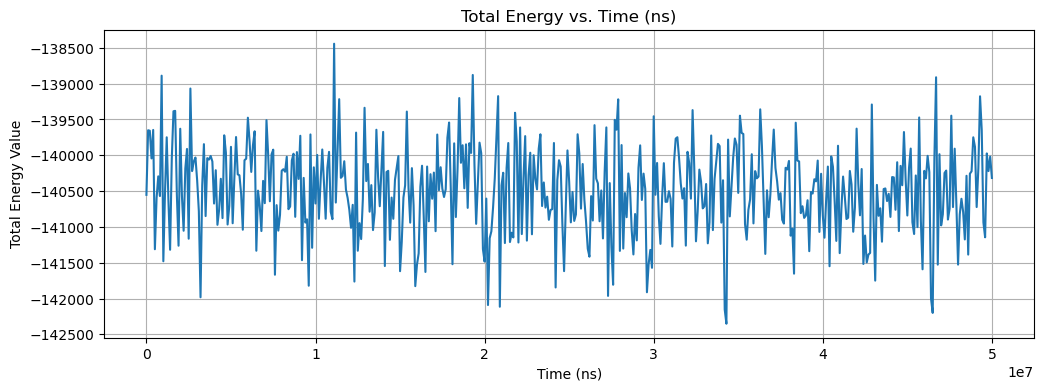 Total Energy vs. Time (ns)
Total Energy Value
−138500
−139000
−139500
−140000
−140500
−141000
−141500
−142000
−142500
0 1 2 3 4 5
1e7
Time (ns)